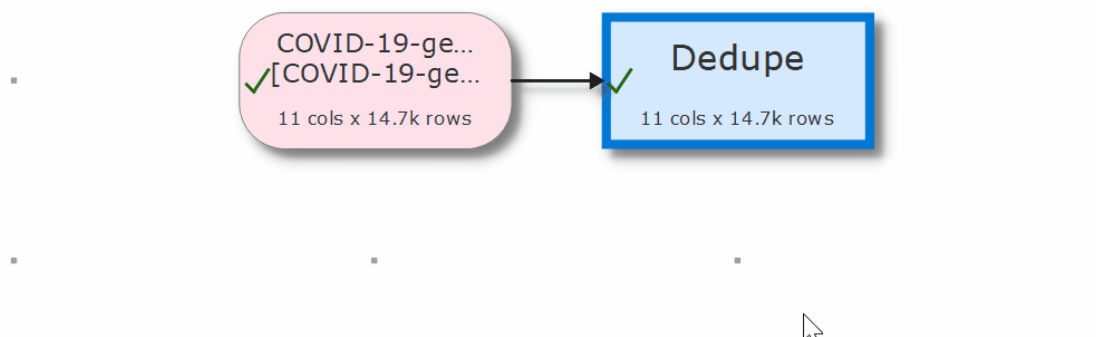 COVID-19-ge...
[COVID-19-ge...
11 cols x 14.7k rows
Dedupe
11 cols x 14.7k rows